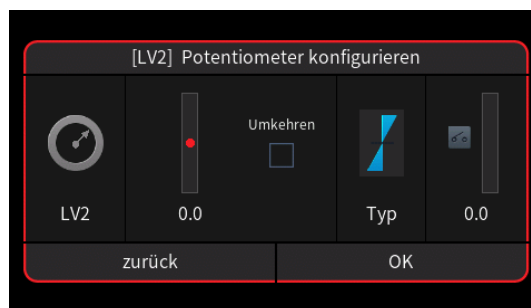 [LV2] Potentiometer konfigurieren
Umkehren
LV2
0.0
Typ
0.0
zurück
OK